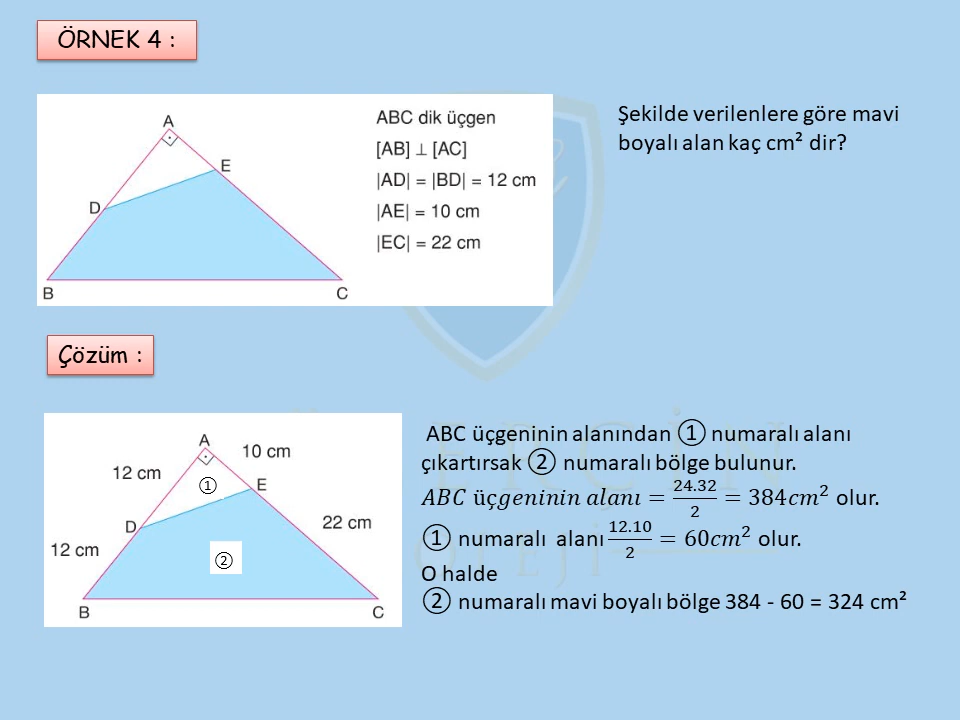 ÖRNEK 4 :
Şekilde verilenlere göre mavi
boyalı alan kaç cm² dir?
A
E
D
B
C
ABC dik üçgen
[AB] ⊥ [AC]
|AD| = |BD| = 12 cm
|AE| = 10 cm
|EC| = 22 cm
Çözüm :
A
10 cm
12 cm
①
E
D
22 cm
12 cm
②
B
C
ABC üçgeninin alanından ① numaralı alanı
çıkartırsak ② numaralı bölge bulunur.
ABC üçgeninin alanı = 24.32/2 = 384cm² olur.
① numaralı alanı 12.10/2 = 60cm² olur.
O halde
② numaralı mavi boyalı bölge 384 - 60 = 324 cm²